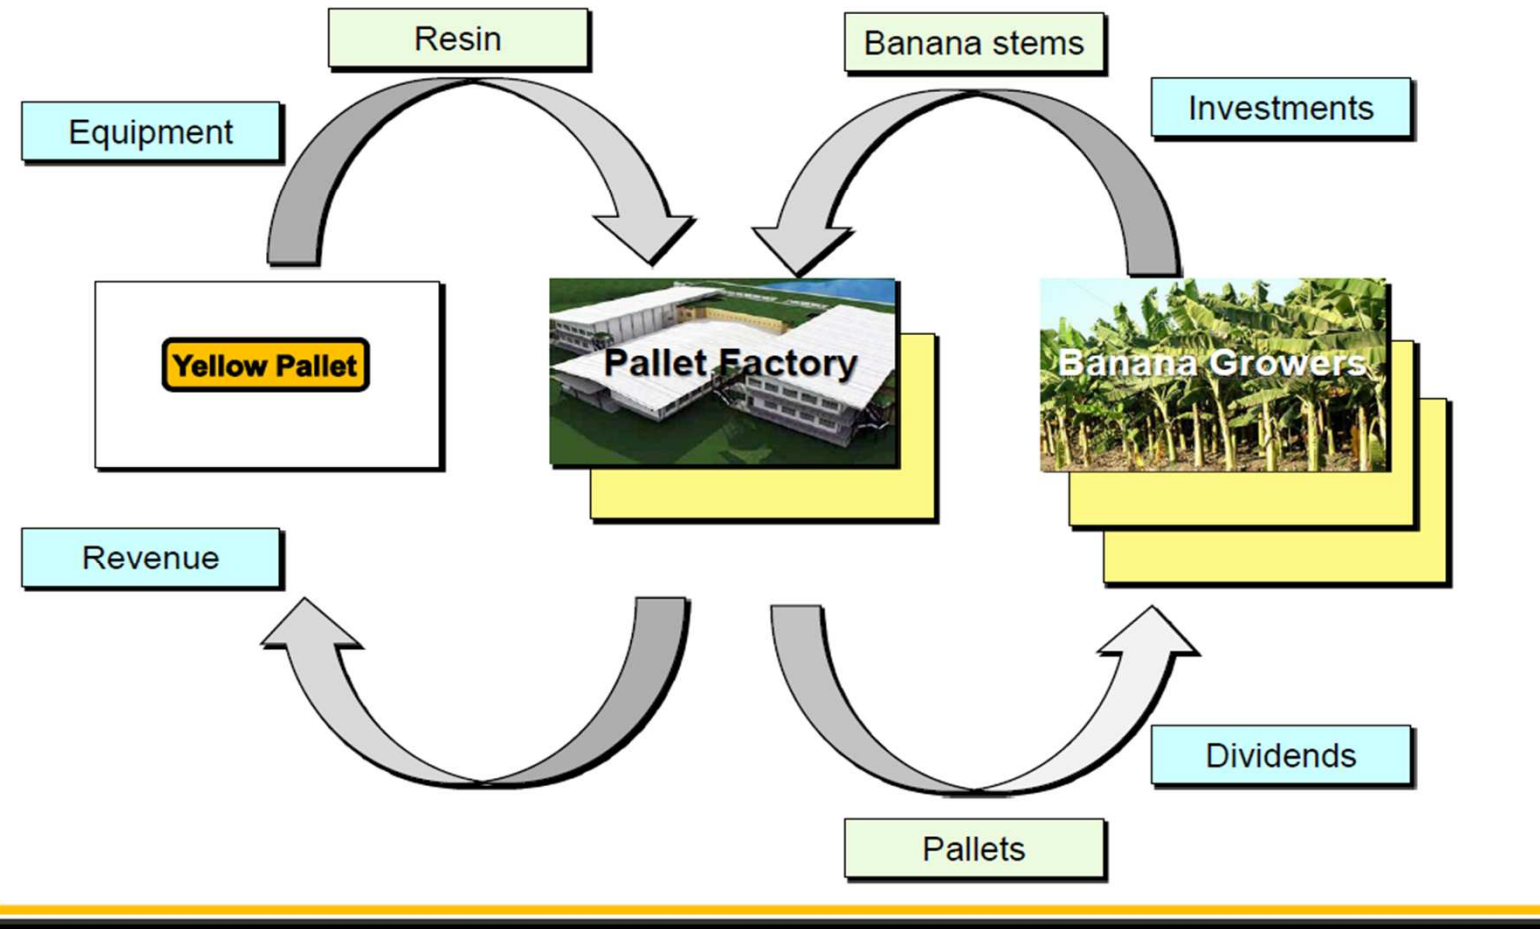 Resin
Banana stems
Investments
Equipment
Yellow Pallet
Pallet Factory
Banana Growers
Revenue
Dividends
Pallets